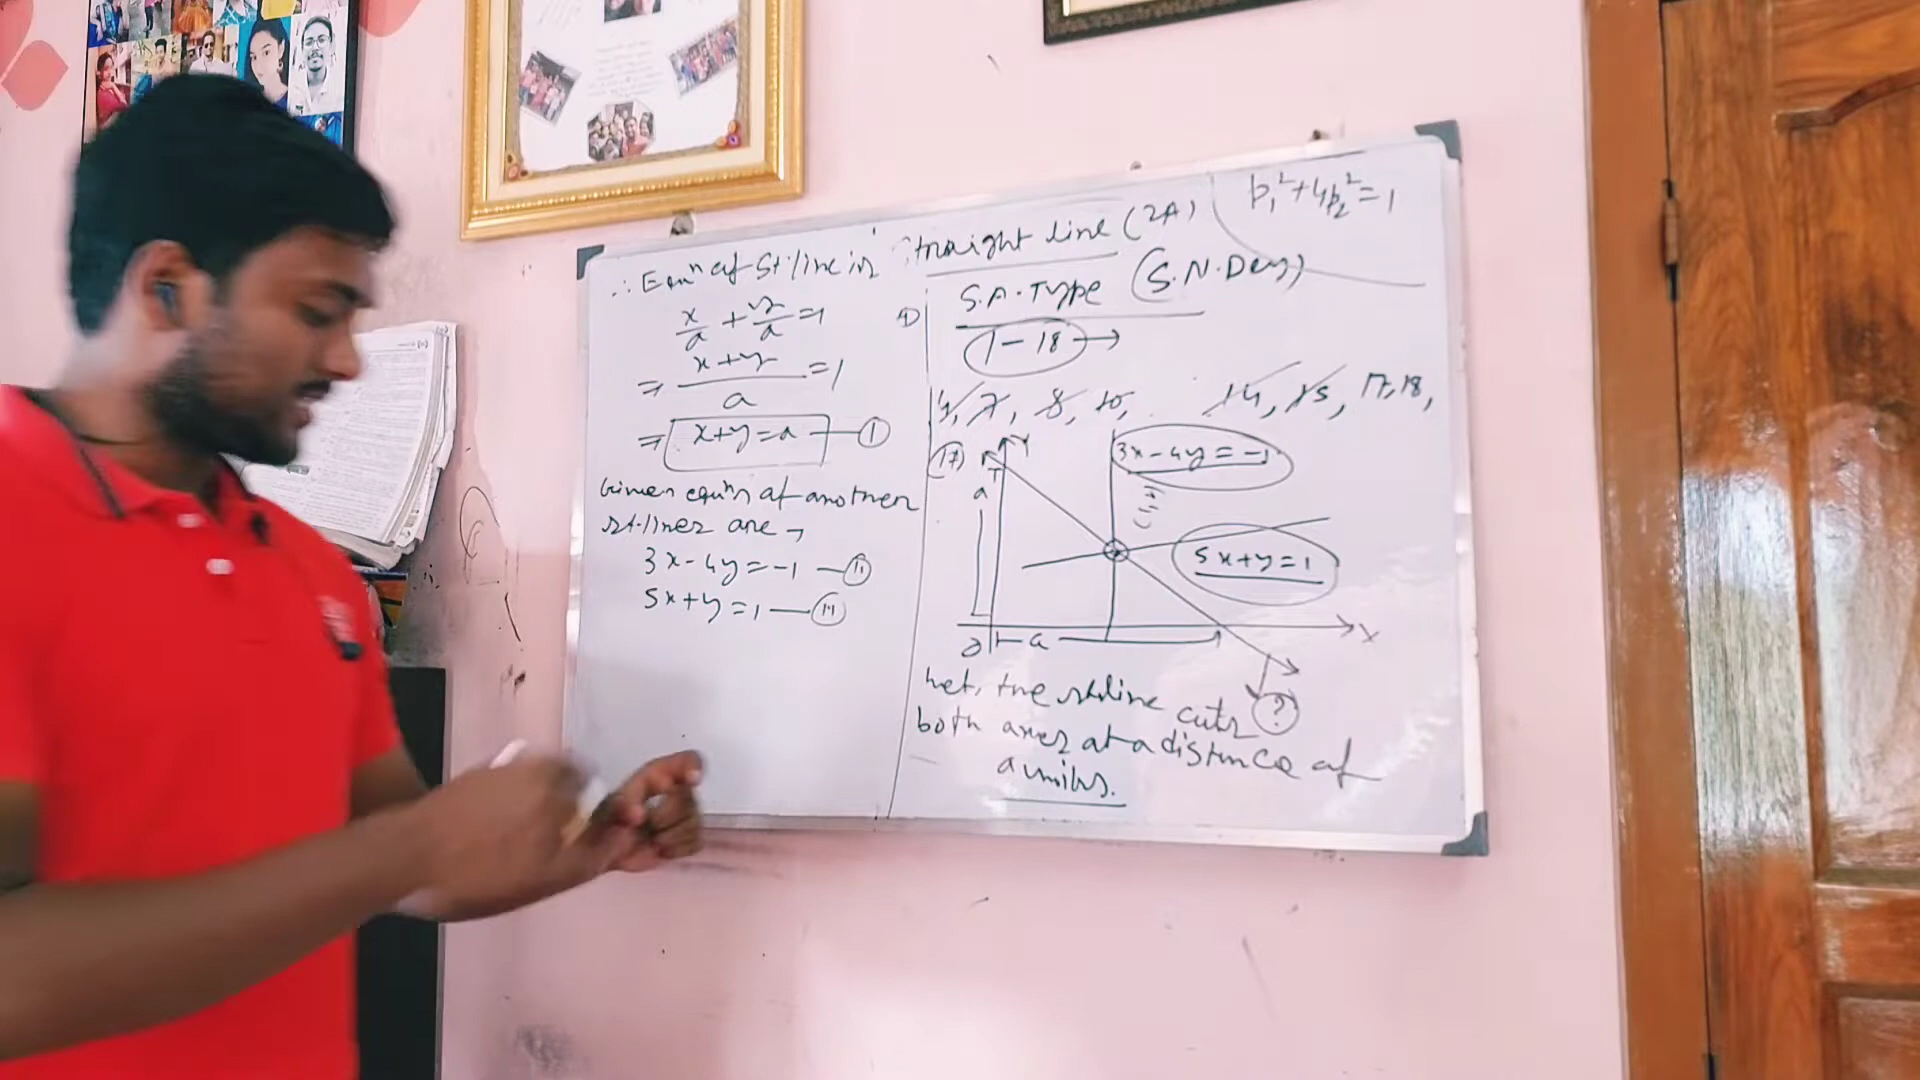 ∴ Equⁿ of St. line is
x/a + y/a = 1
⇒ x+y/a = 1
⇒ x+y=a — (I)
Given equⁿs of another
st. lines are →
3x-4y=-1 — (II)
5x+y=1 — (III)
Straight line (2A)
p₁²+4p₂²=1
S.A. Type (S.N.Dey)
1-18 →
4, 7, 8, 10, 14, 15, 17, 18,
(17)
Y
3x-4y=-1
a
5x+y=1
O a X
?
Let, the st. line cuts
both axes at a distance of
a units.